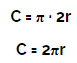 C = π · 2r
C = 2πr